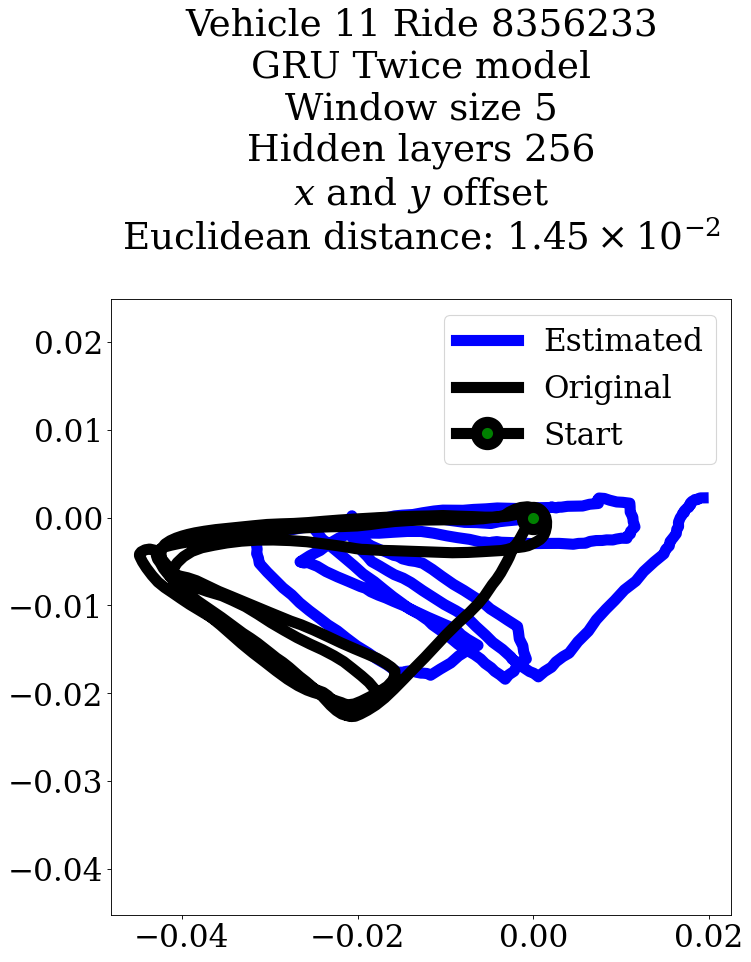 Vehicle 11 Ride 8356233
GRU Twice model
Window size 5
Hidden layers 256
x and y offset
Euclidean distance: 1.45 × 10⁻²
Estimated
Original
Start
0.02
0.01
0.00
−0.01
−0.02
−0.03
−0.04
−0.04 −0.02 0.00 0.02